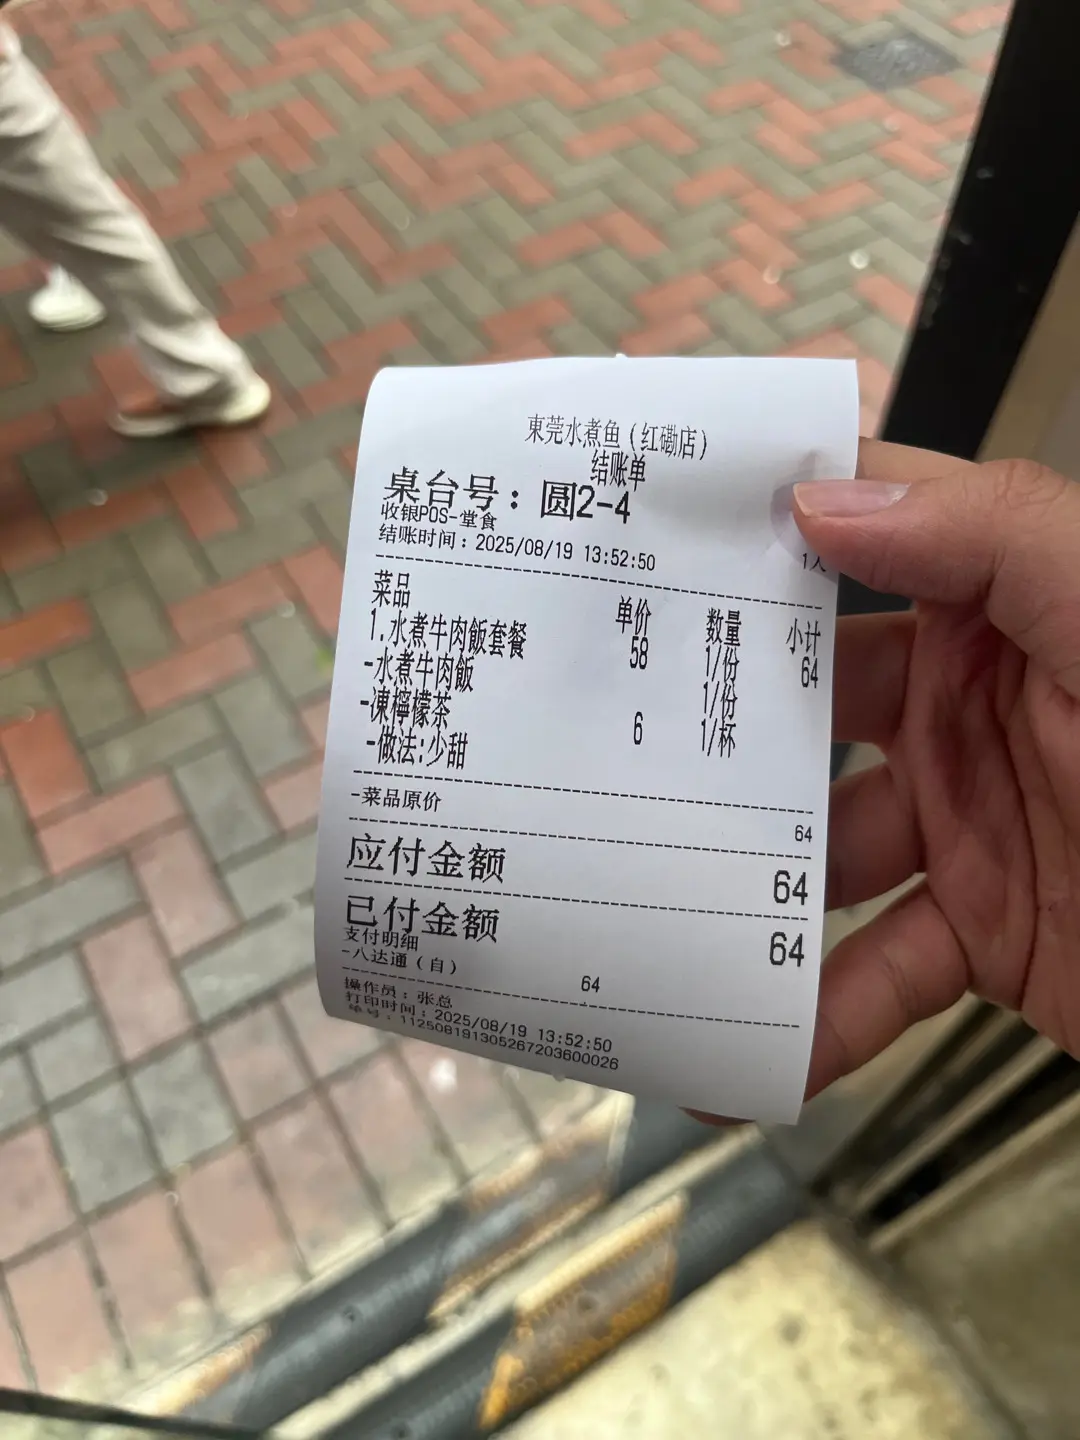 東莞水煮鱼（红磡店）
结账单
桌台号：圆2-4
收银POS-堂食
结账时间：2025/08/19 13:52:50 1人
菜品 单价 数量 小计
1.水煮牛肉飯套餐 58 1/份 64
-水煮牛肉飯 1/份
-凍檸檬茶 6 1/杯
-做法:少甜
-菜品原价 64
应付金额 64
已付金额 64
支付明细
-八达通（自） 64
操作员：张总
打印时间：2025/08/19 13:52:50
单号：112508191305267203600026